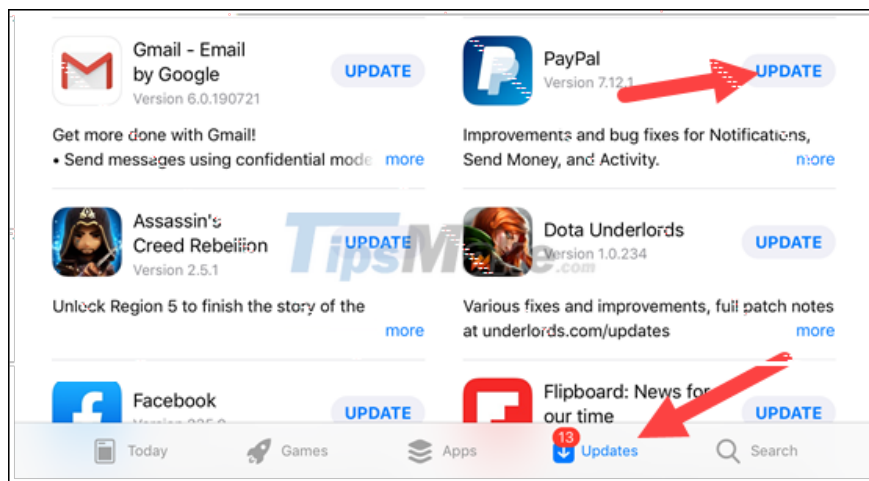 Gmail - Email
by Google
Version 6.0.190721
UPDATE
Get more done with Gmail!
• Send messages using confidential mode
more
PayPal
Version 7.12.1
UPDATE
Improvements and bug fixes for Notifications,
Send Money, and Activity.
more
Assassin's
Creed Rebellion
Version 2.5.1
UPDATE
Unlock Region 5 to finish the story of the
more
Dota Underlords
Version 1.0.234
UPDATE
Various fixes and improvements, full patch notes
at underlords.com/updates
more
TipsMake.com
Facebook
UPDATE
Flipboard: News for
our time
UPDATE
Today
Games
Apps
13
Updates
Search